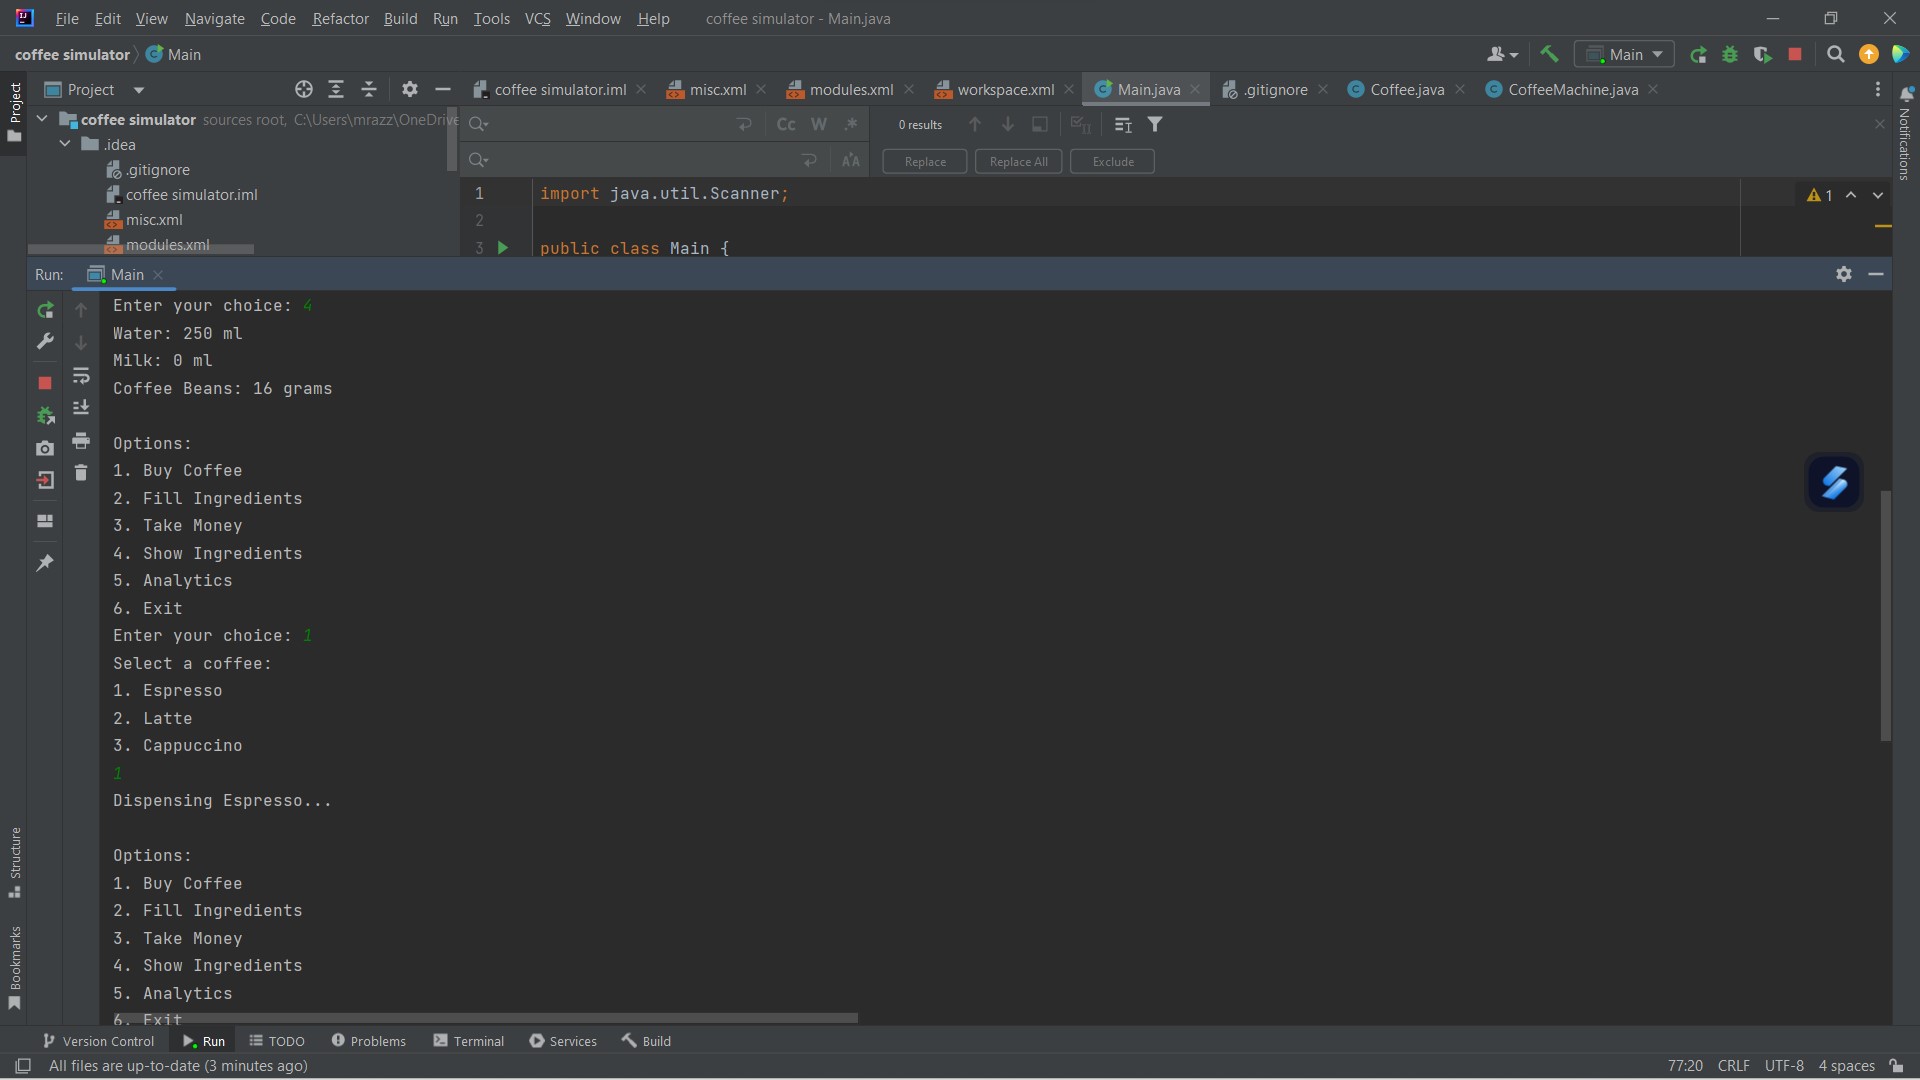 File Edit View Navigate Code Refactor Build Run Tools VCS Window Help coffee simulator - Main.java
coffee simulator Main
Main
Project
coffee simulator.iml misc.xml modules.xml workspace.xml Main.java .gitignore Coffee.java CoffeeMachine.java
Project
Notifications
coffee simulator sources root, C:\Users\mrazz\OneDrive
.idea
.gitignore
coffee simulator.iml
misc.xml
modules.xml
Cc W .* 0 results
Replace Replace All Exclude
1 import java.util.Scanner;
1
2
3 public class Main {
Run: Main
Enter your choice: 4
Water: 250 ml
Milk: 0 ml
Coffee Beans: 16 grams
Options:
1. Buy Coffee
2. Fill Ingredients
3. Take Money
4. Show Ingredients
5. Analytics
6. Exit
Enter your choice: 1
Select a coffee:
1. Espresso
2. Latte
3. Cappuccino
1
Dispensing Espresso...
Options:
1. Buy Coffee
2. Fill Ingredients
3. Take Money
4. Show Ingredients
5. Analytics
6. Exit
Structure
Bookmarks
Version Control Run TODO Problems Terminal Services Build
All files are up-to-date (3 minutes ago) 77:20 CRLF UTF-8 4 spaces